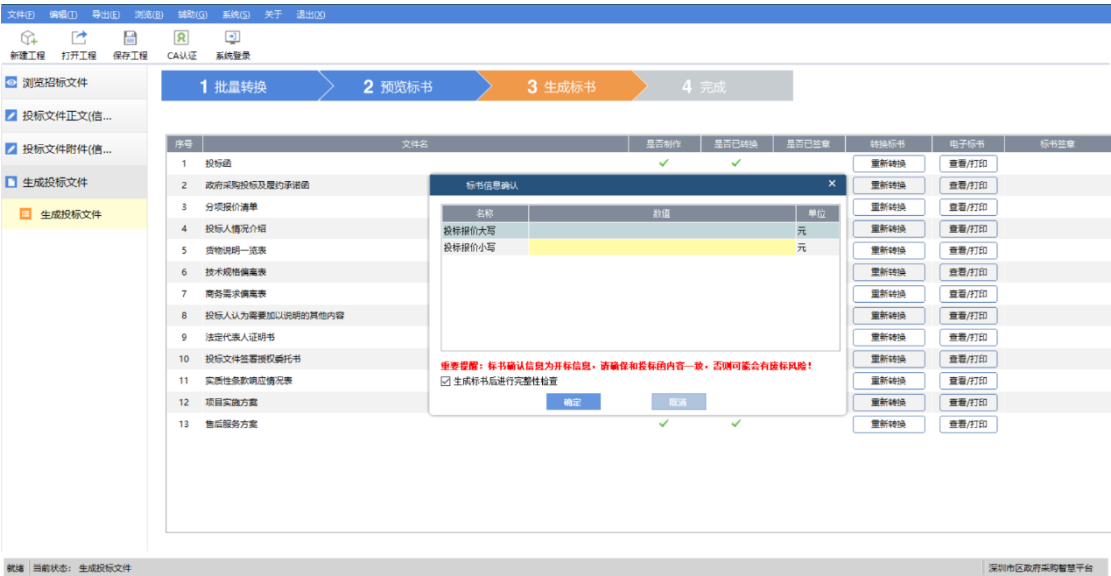 文件(F) 编辑(T) 导出(E) 浏览(B) 辅助(G) 系统(S) 关于 退出(X)
新建工程 打开工程 保存工程 CA认证 系统登录
浏览招标文件
投标文件正文(信...
投标文件附件(信...
生成投标文件
生成投标文件
1 批量转换 2 预览标书 3 生成标书 4 完成
序号 文件名 是否制作 是否已转换 是否已签章 转换标书 电子标书 标书签章
1 投标函 重新转换 查看/打印
2 政府采购投标及履约承诺函 重新转换 查看/打印
3 分项报价清单 重新转换 查看/打印
4 投标人情况介绍 重新转换 查看/打印
5 货物说明一览表 重新转换 查看/打印
6 技术规格偏离表 重新转换 查看/打印
7 商务需求偏离表 重新转换 查看/打印
8 投标人认为需要加以说明的其他内容 重新转换 查看/打印
9 法定代表人证明书 重新转换 查看/打印
10 投标文件签署授权委托书 重新转换 查看/打印
11 实质性条款响应情况表 重新转换 查看/打印
12 项目实施方案 重新转换 查看/打印
13 售后服务方案 重新转换 查看/打印
标书信息确认
名称 数值 单位
投标报价大写 元
投标报价小写 元
重要提醒：标书确认信息为开标信息，请确保和投标函内容一致，否则可能会有废标风险！
生成标书后进行完整性检查
确定 取消
就绪 当前状态： 生成投标文件 深圳市区政府采购智慧平台